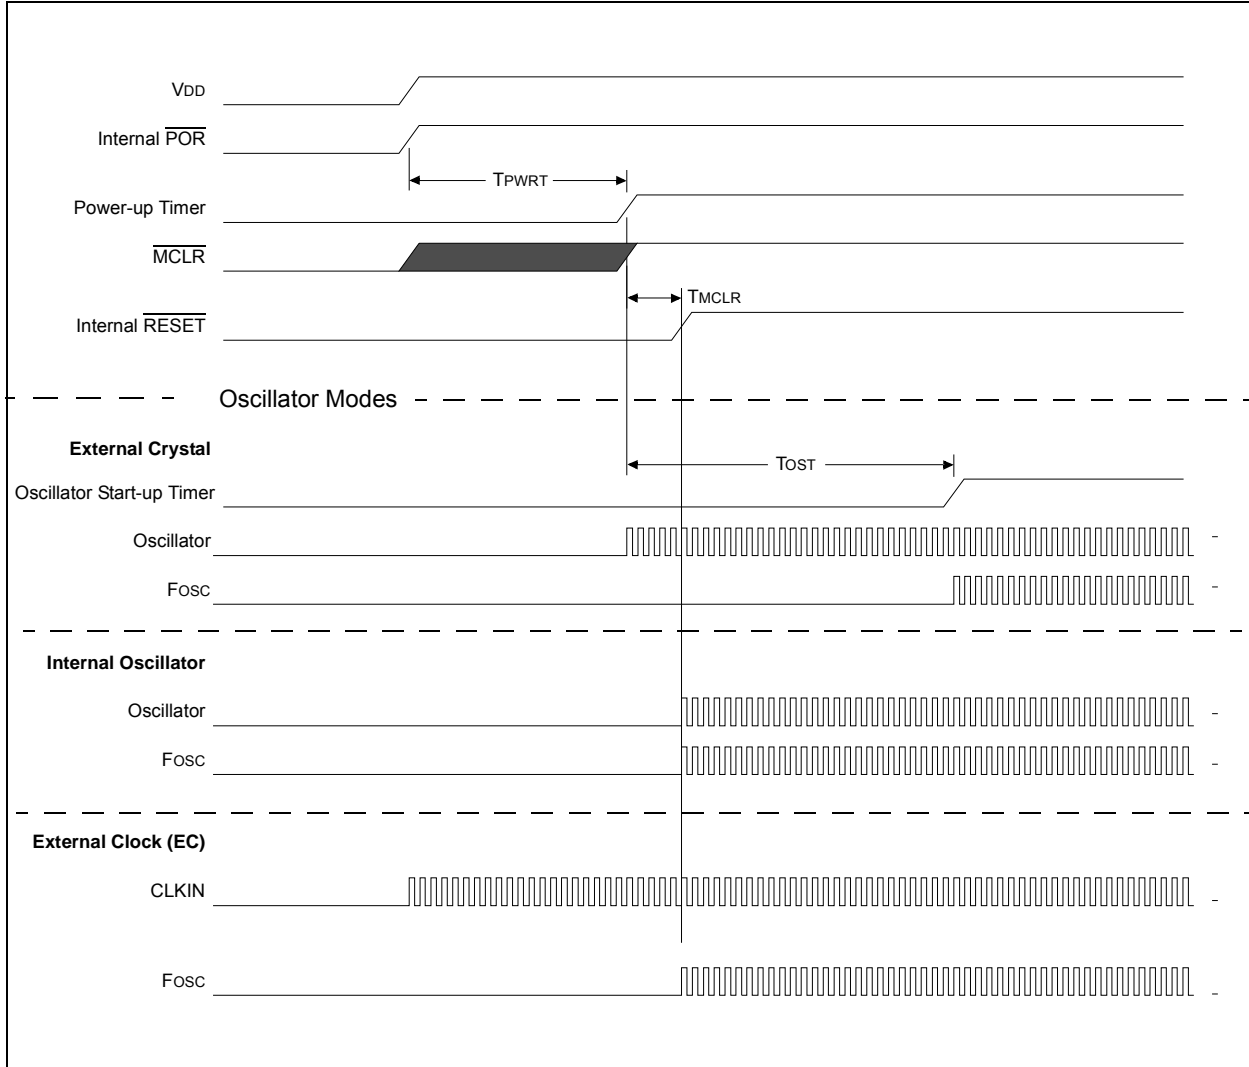 VDD
Internal POR
TPWRT
Power-up Timer
MCLR
TMCLR
Internal RESET
Oscillator Modes
External Crystal
TOST
Oscillator Start-up Timer
Oscillator
FOSC
Internal Oscillator
Oscillator
FOSC
External Clock (EC)
CLKIN
FOSC